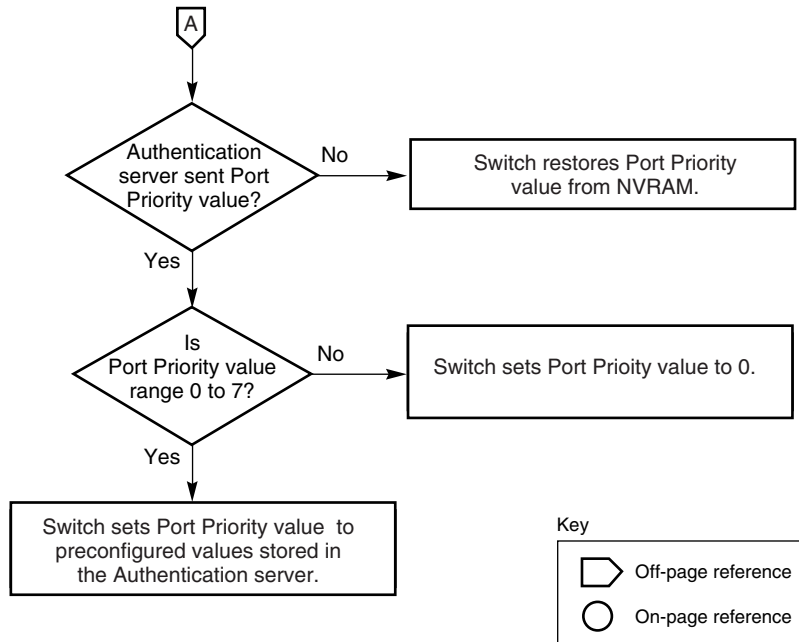 A
Authentication
server sent Port
Priority value?
No
Switch restores Port Priority
value from NVRAM.
Yes
Is
Port Priority value
range 0 to 7?
No
Switch sets Port Prioity value to 0.
Yes
Switch sets Port Priority value to
preconfigured values stored in
the Authentication server.
Key
Off-page reference
On-page reference